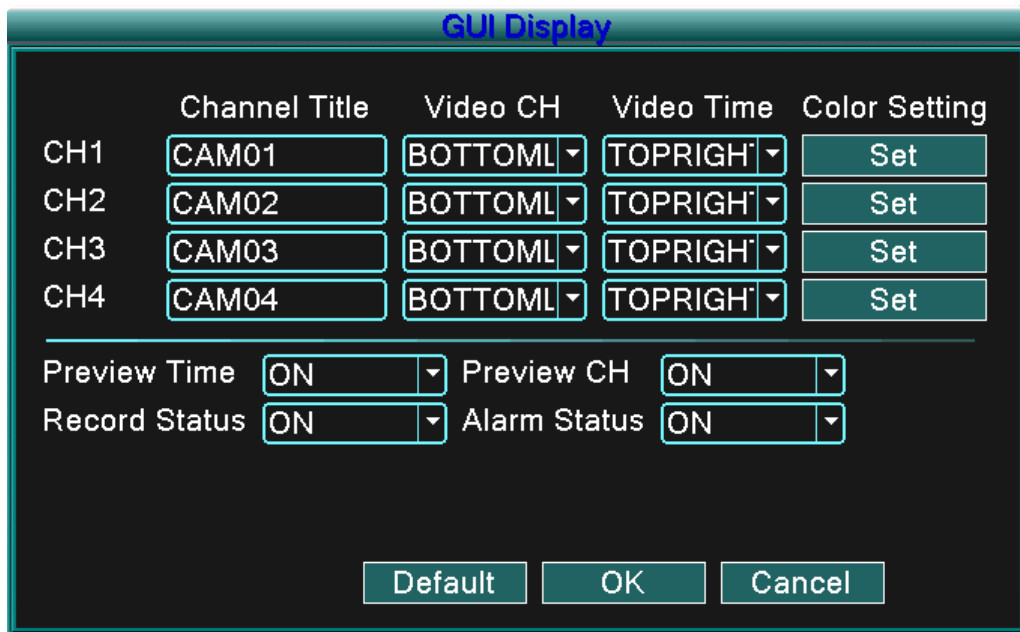 GUI Display
Channel Title Video CH Video Time Color Setting
CH1 CAM01 BOTTOML TOPRIGHT Set
CH2 CAM02 BOTTOML TOPRIGHT Set
CH3 CAM03 BOTTOML TOPRIGHT Set
CH4 CAM04 BOTTOML TOPRIGHT Set
Preview Time ON Preview CH ON
Record Status ON Alarm Status ON
Default OK Cancel